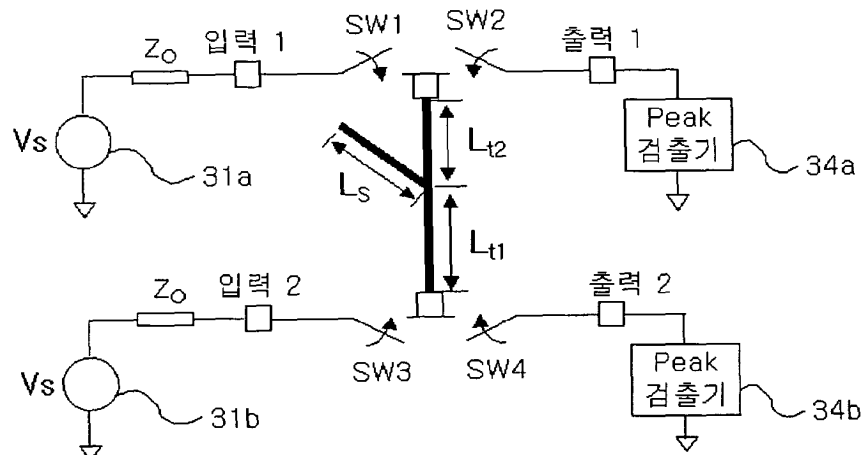 SW1
SW2
Zo
입력 1
출력 1
Vs
31a
Peak
검출기
34a
Lt2
Ls
Lt1
Zo
입력 2
출력 2
SW3
SW4
Vs
31b
Peak
검출기
34b